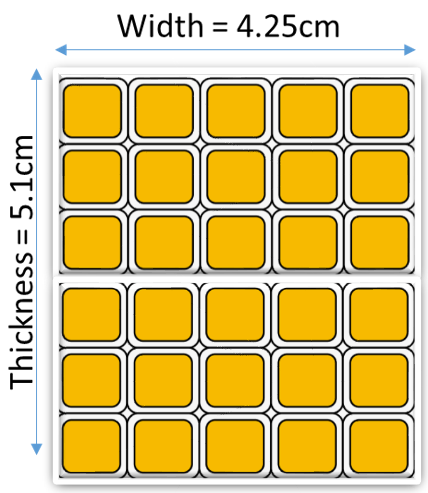 Width = 4.25cm
Thickness = 5.1cm